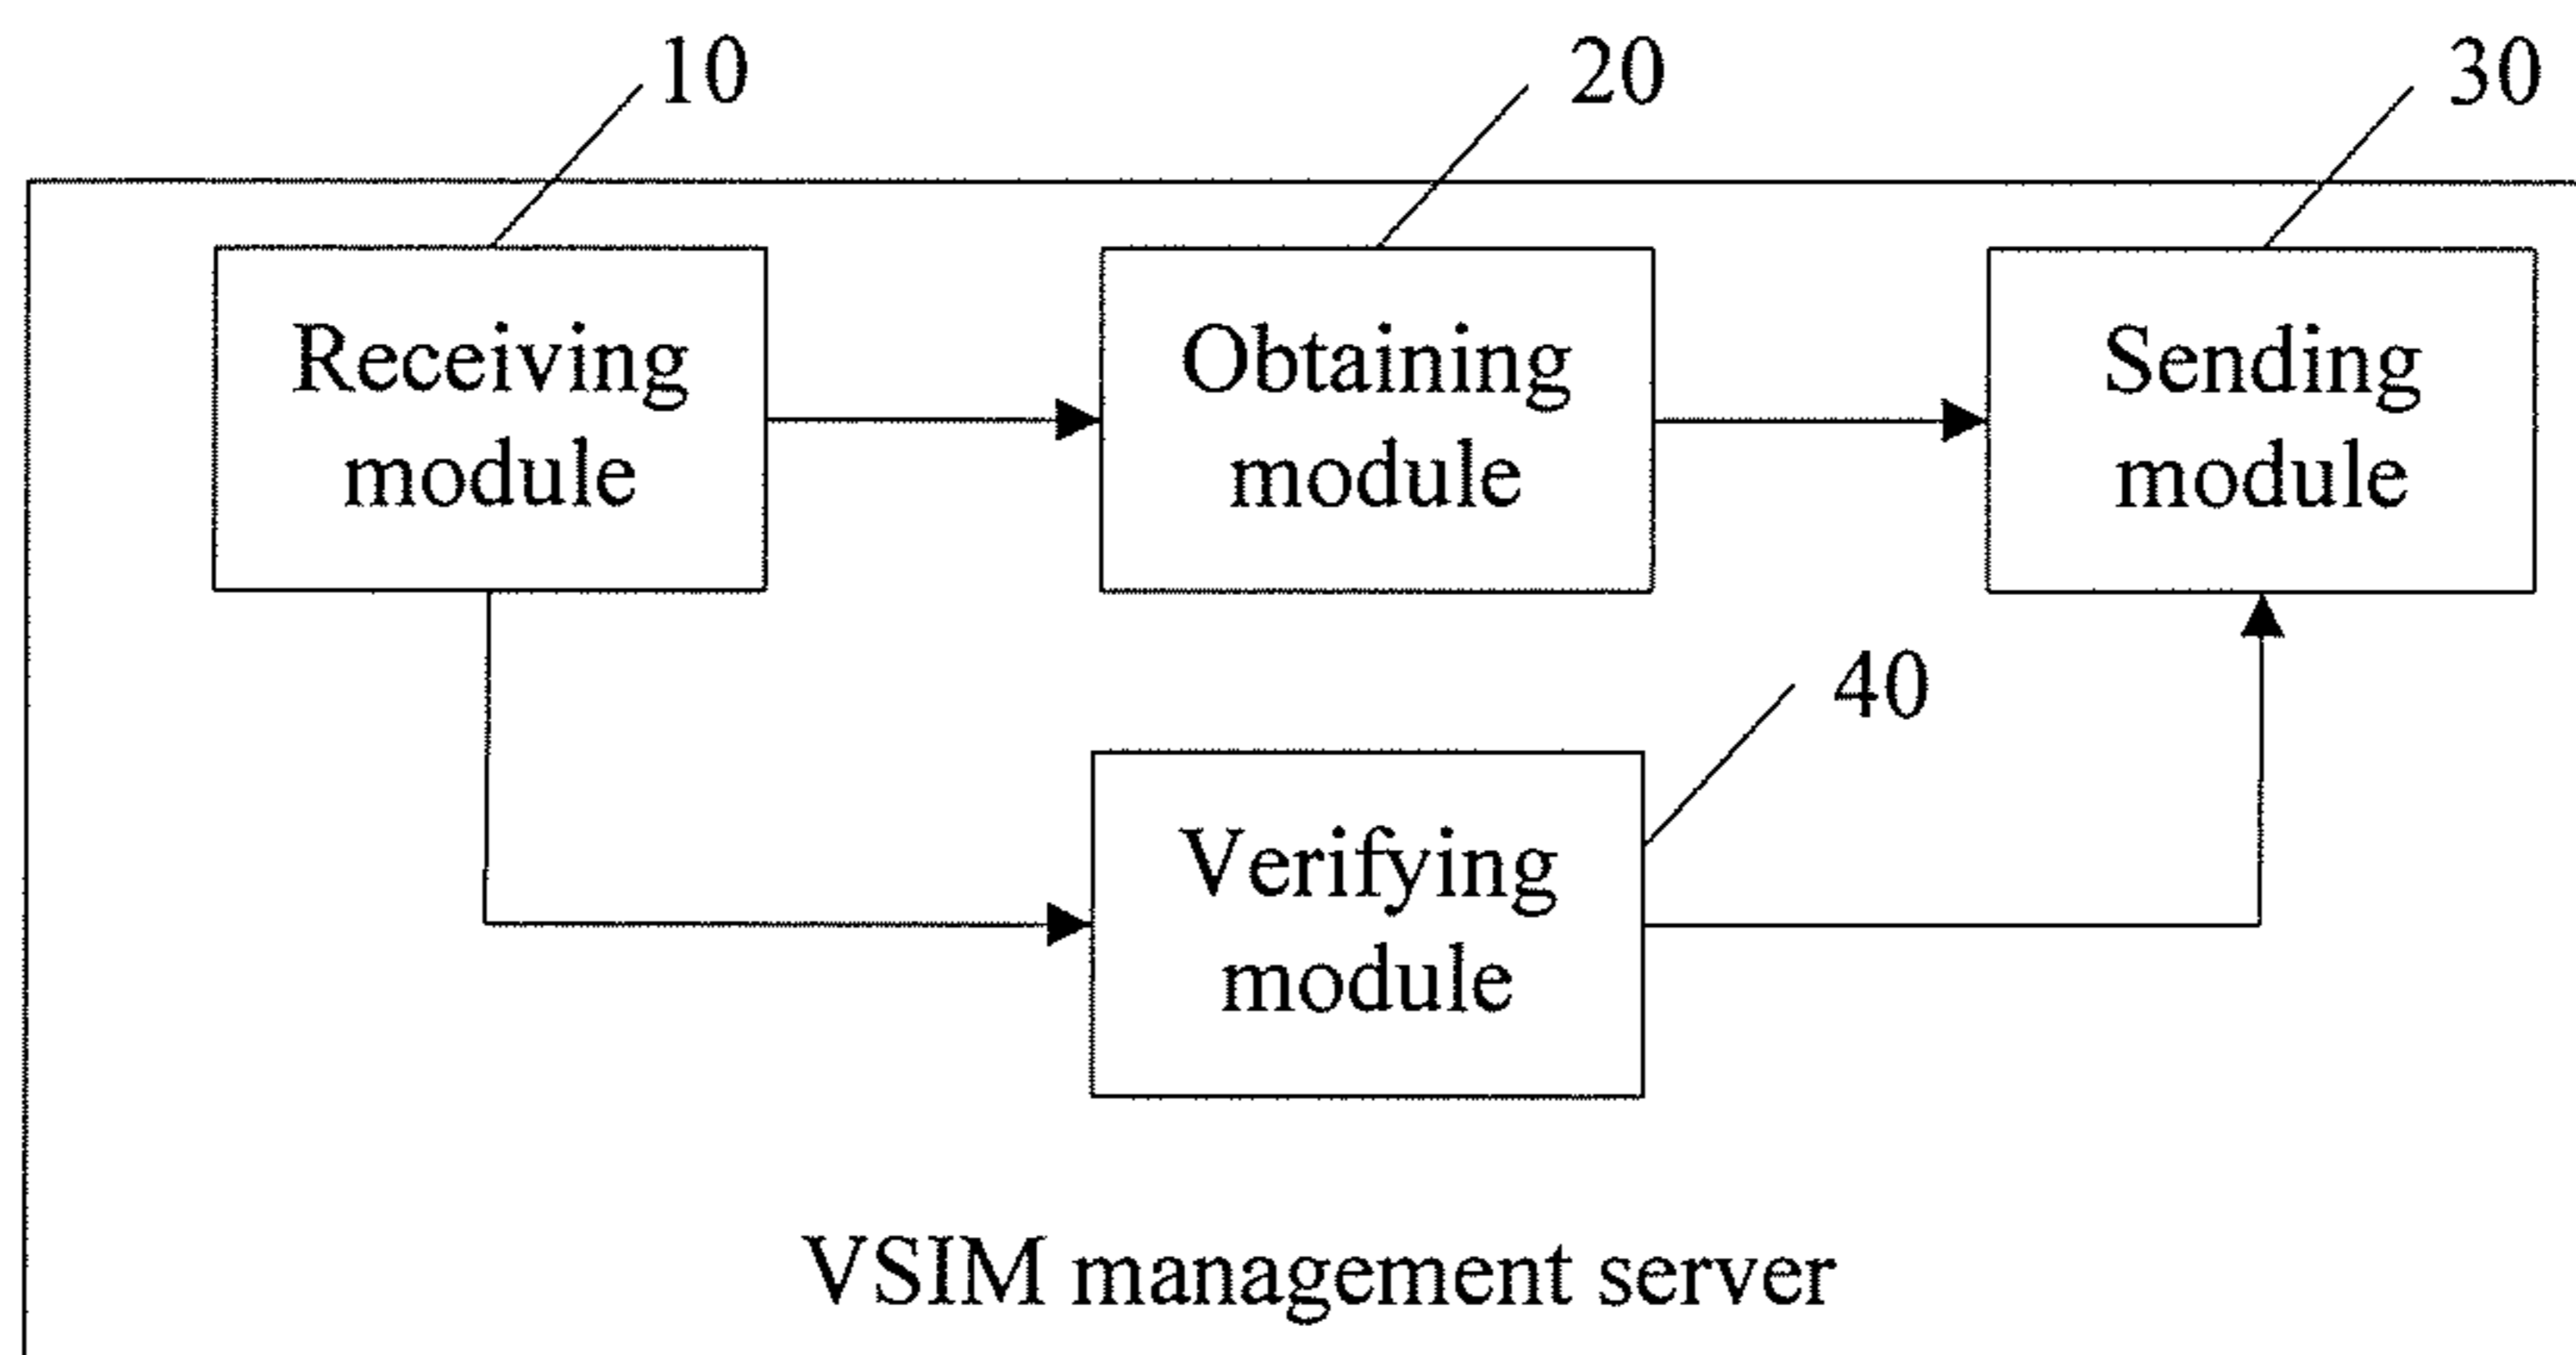 10
20
30
Receiving
module
Obtaining
module
Sending
module
40
Verifying
module
VSIM management server